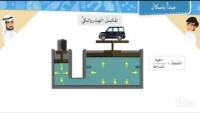 مبدأ باسكال
المكبس الهيدروليكي
الضغط = القوة
المساحة